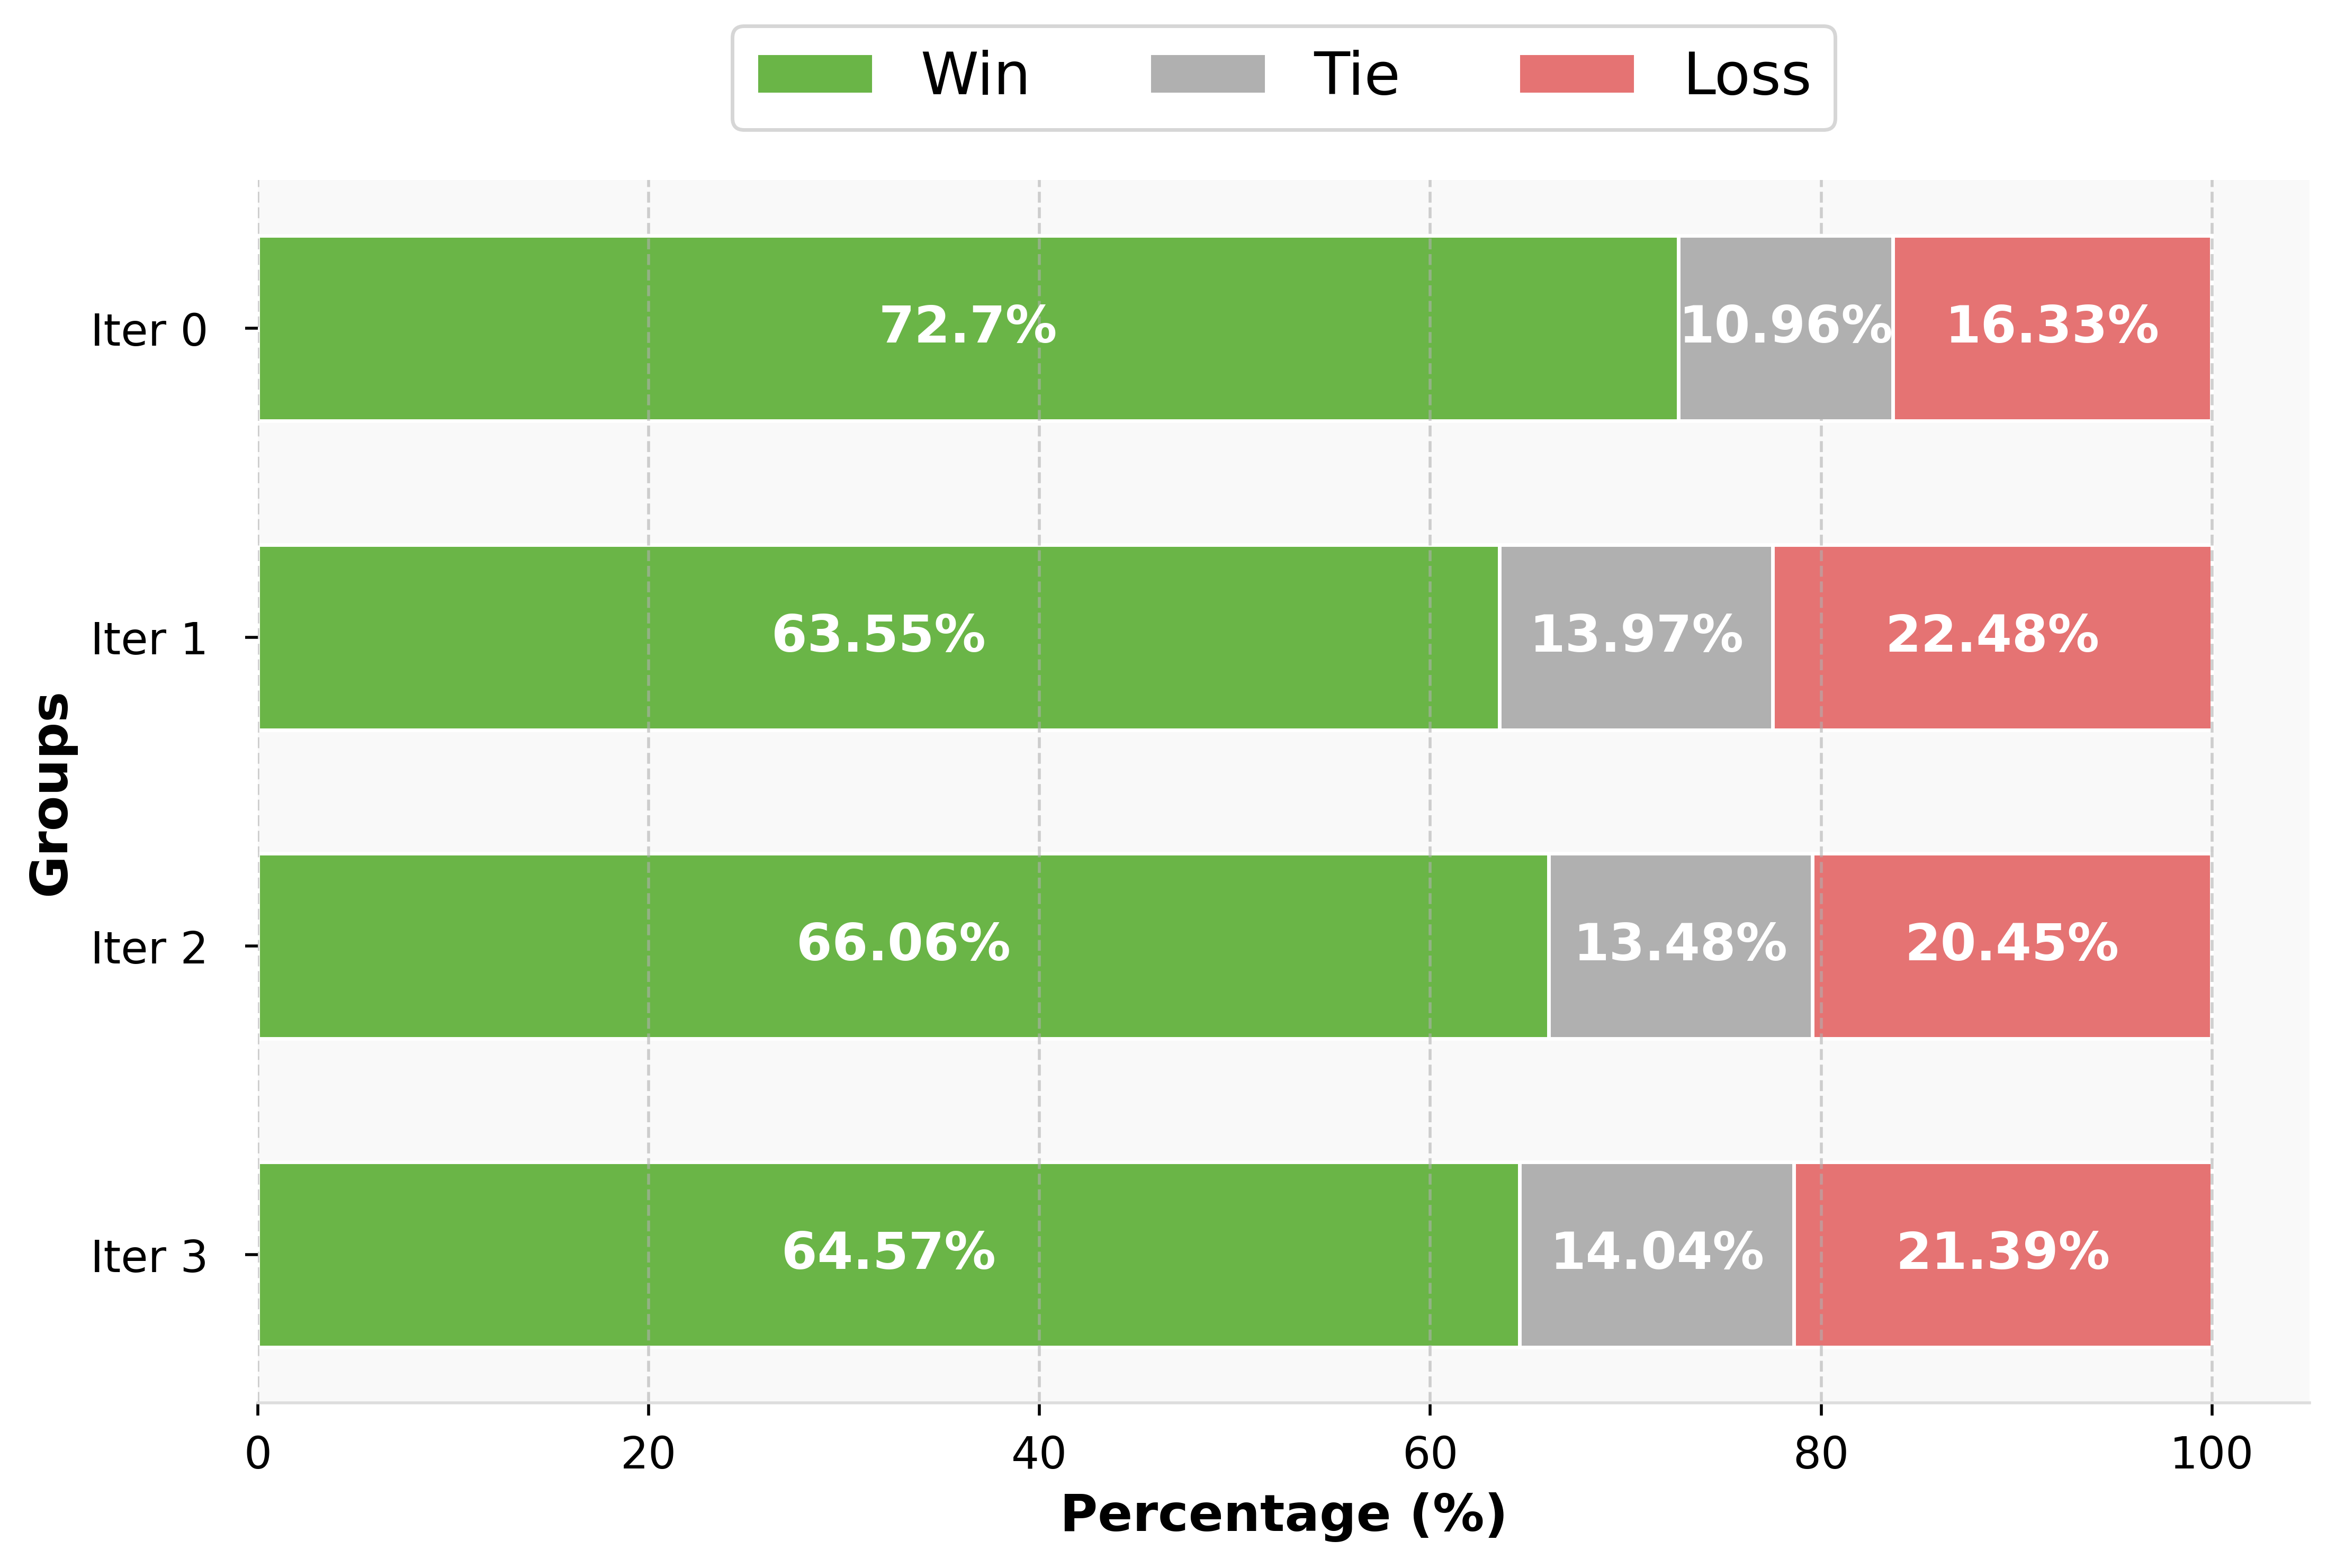 Win Tie Loss
Iter 0 72.7% 10.96% 16.33%
Iter 1 63.55% 13.97% 22.48%
Groups
Iter 2 66.06% 13.48% 20.45%
Iter 3 64.57% 14.04% 21.39%
0 20 40 60 80 100
Percentage (%)